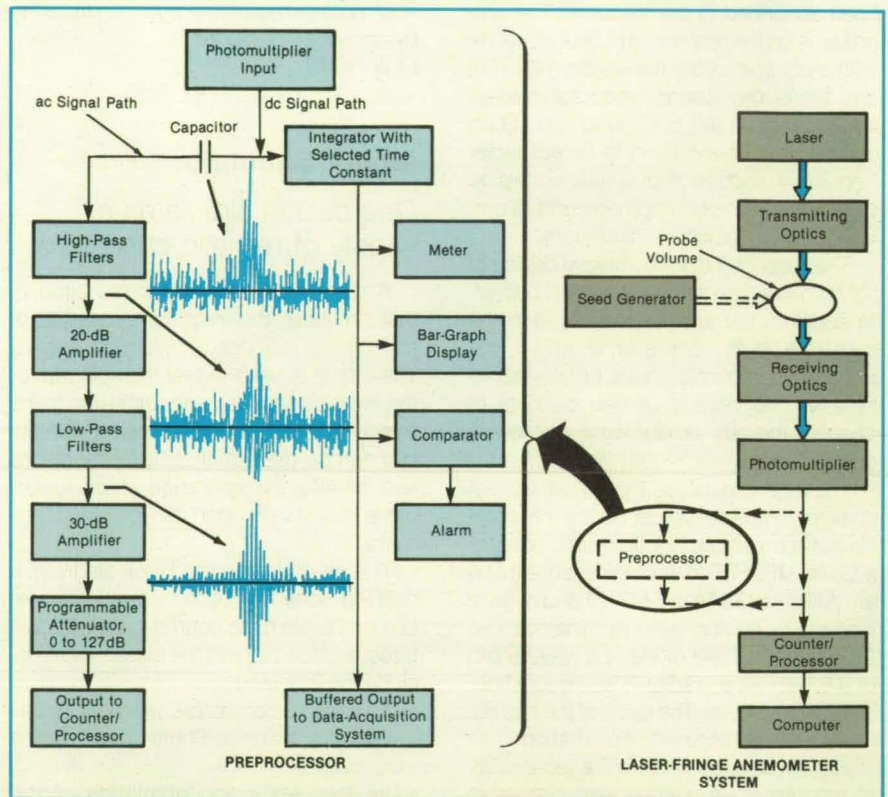 Photomultiplier
Input
ac Signal Path
dc Signal Path
Capacitor
Integrator With
Selected Time
Constant
High-Pass
Filters
Meter
20-dB
Amplifier
Bar-Graph
Display
Low-Pass
Filters
Comparator
30-dB
Amplifier
Alarm
Programmable
Attenuator,
0 to 127dB
Output to
Counter/
Processor
Buffered Output
to Data-Acquisition
System
PREPROCESSOR
Laser
Transmitting
Optics
Probe
Volume
Seed Generator
Receiving
Optics
Photomultiplier
Preprocessor
Counter/
Processor
Computer
LASER-FRINGE ANEMOMETER
SYSTEM